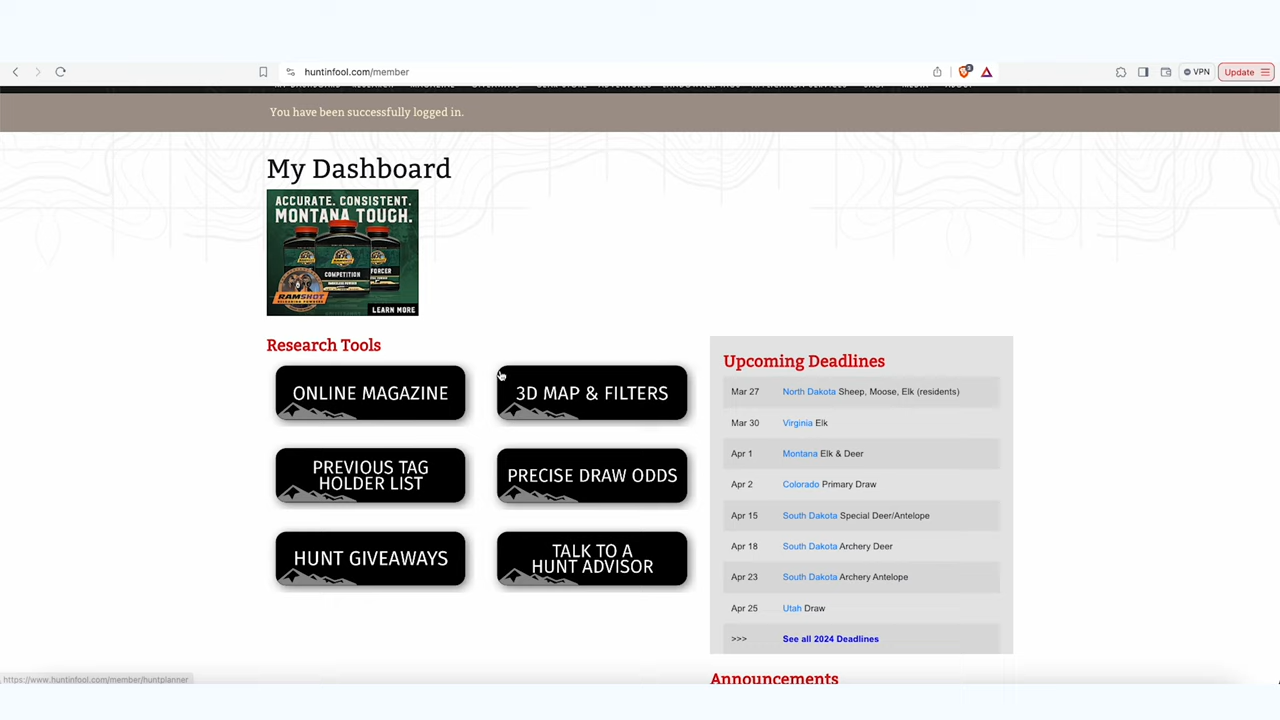 huntinfool.com/member
VPN
Update
You have been successfully logged in.
My Dashboard
ACCURATE. CONSISTENT.
MONTANA TOUGH.
COMPETITION
RAMSHOT
LEARN MORE
Research Tools
ONLINE MAGAZINE
3D MAP & FILTERS
PREVIOUS TAG
HOLDER LIST
PRECISE DRAW ODDS
HUNT GIVEAWAYS
TALK TO A
HUNT ADVISOR
Upcoming Deadlines
Mar 27 North Dakota Sheep, Moose, Elk (residents)
Mar 30 Virginia Elk
Apr 1 Montana Elk & Deer
Apr 2 Colorado Primary Draw
Apr 15 South Dakota Special Deer/Antelope
Apr 18 South Dakota Archery Deer
Apr 23 South Dakota Archery Antelope
Apr 25 Utah Draw
>>> See all 2024 Deadlines
Announcements
https://www.huntinfool.com/member/huntplanner